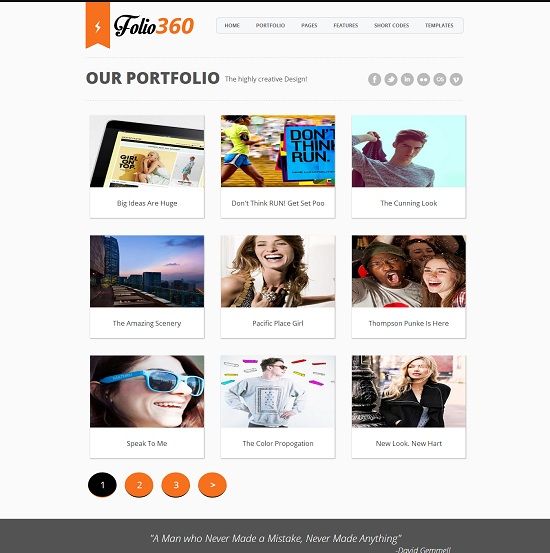 Folio360
HOME PORTFOLIO PAGES FEATURES SHORT CODES TEMPLATES
OUR PORTFOLIO The highly creative Design!
GIRL
ON
TOP
DON'T
THINK
RUN.
Big Ideas Are Huge
Don't Think RUN! Get Set Poo
The Cunning Look
The Amazing Scenery
Pacific Place Girl
Thompson Punke Is Here
Speak To Me
The Color Propogation
New Look. New Hart
1 2 3 >
"A Man who Never Made a Mistake, Never Made Anything"
-David Gemmell